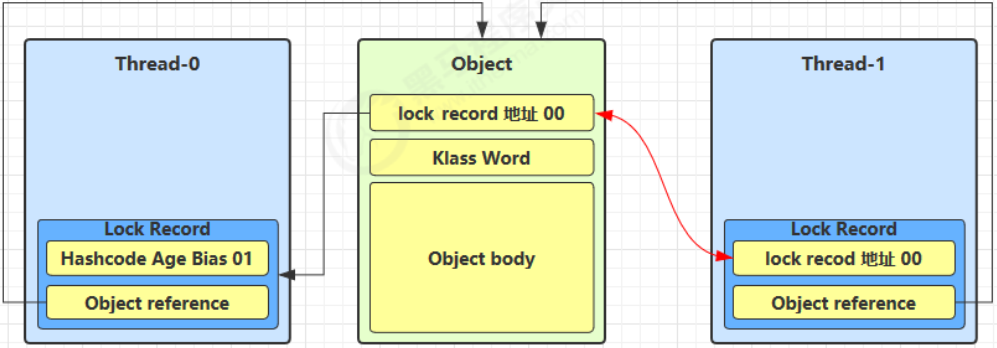 Thread-0
Lock Record
Hashcode Age Bias 01
Object reference
Object
lock record 地址 00
Klass Word
Object body
Thread-1
Lock Record
lock recod 地址 00
Object reference